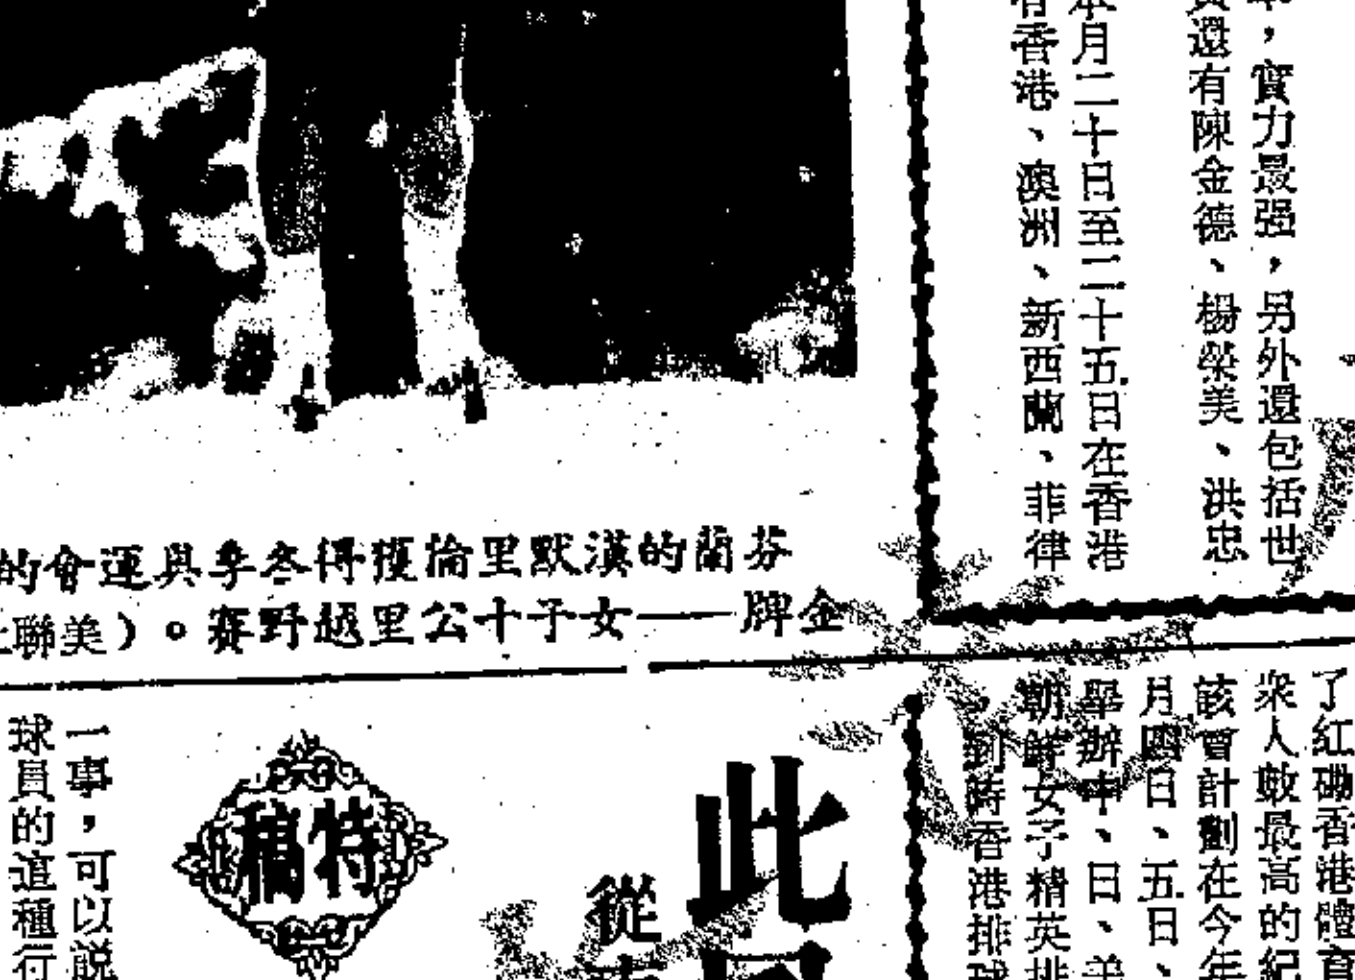 ，實力最强，另外還包括世
還有陳金德、楊榮美、洪忠
本月二十日至二十五日在香港
有香港、澳洲、新西蘭、菲律
芬蘭的漢默里倫獲得冬季奧運會的
金牌——女子十公里越野賽。（美聯
了紅磡香港體育
衆人數最高的紀
該會計劃在今年
月四日、五日、
舉辦中、日、美
朝鮮女子精英排
到時香港排球
此
從
特稿
一事，可以説
球員的這種行